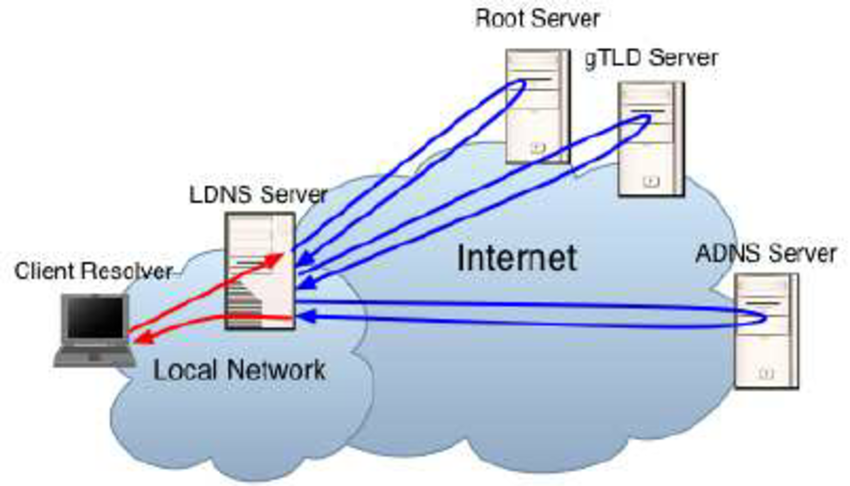 Root Server
gTLD Server
LDNS Server
Internet
ADNS Server
Client Resolver
Local Network